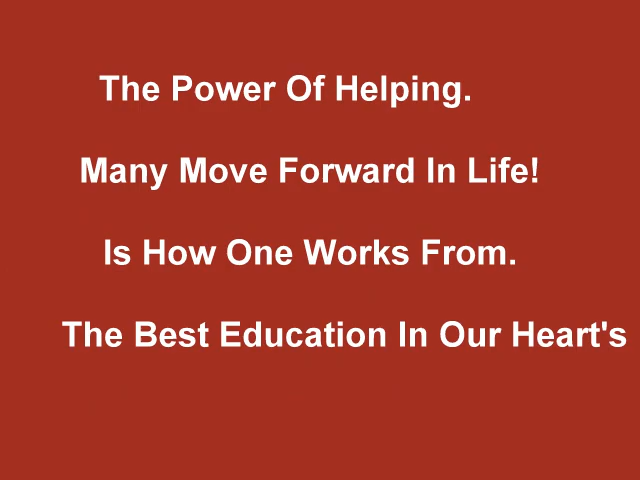 The Power Of Helping.
Many Move Forward In Life!
Is How One Works From.
The Best Education In Our Heart's